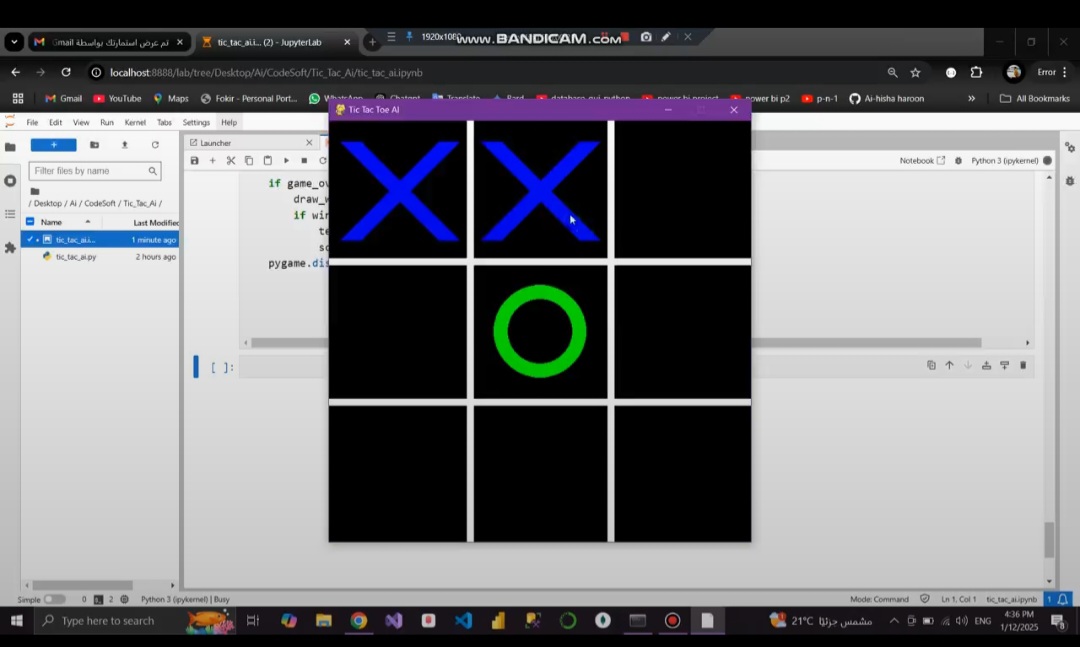 تم عرض استمارتك بواسطة Gmail
tic_tac_ai.i... (2) - JupyterLab
1920x1080
www.BANDICAM.com
localhost:8888/lab/tree/Desktop/Ai/CodeSoft/Tic_Tac_Ai/tic_tac_ai.ipynb
Error
Gmail YouTube Maps Fokir - Personal Port... WhatsApp Chatgpt Translate Bard database gui python power bi project power bi p2 p-n-1 Ai-hisha haroon » All Bookmarks
Tic Tac Toe AI
File Edit View Run Kernel Tabs Settings Help
Launcher
Filter files by name
Notebook Python 3 (ipykernel)
/ Desktop / Ai / CodeSoft / Tic_Tac_Ai /
Name Last Modified
tic_tac_ai.i... 1 minute ago
tic_tac_ai.py 2 hours ago
if game_ov
draw_w
if win
te
sc
pygame.dis
[ ]:
Simple 0 2 Python 3 (ipykernel) | Busy
Mode: Command Ln 1, Col 1 tic_tac_ai.ipynb 1
Type here to search
21°C مشمس جزئيًا
ENG
4:36 PM
1/12/2025